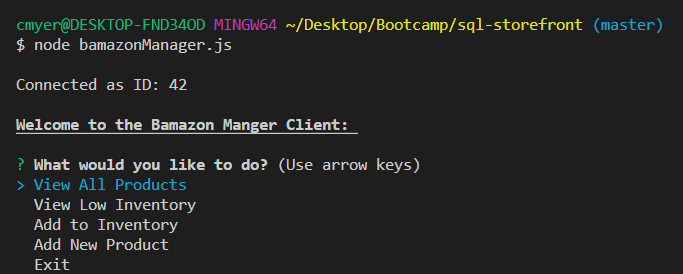 cmyer@DESKTOP-FND34OD MINGW64 ~/Desktop/Bootcamp/sql-storefront (master)
$ node bamazonManager.js
Connected as ID: 42
Welcome to the Bamazon Manger Client:
? What would you like to do? (Use arrow keys)
> View All Products
View Low Inventory
Add to Inventory
Add New Product
Exit